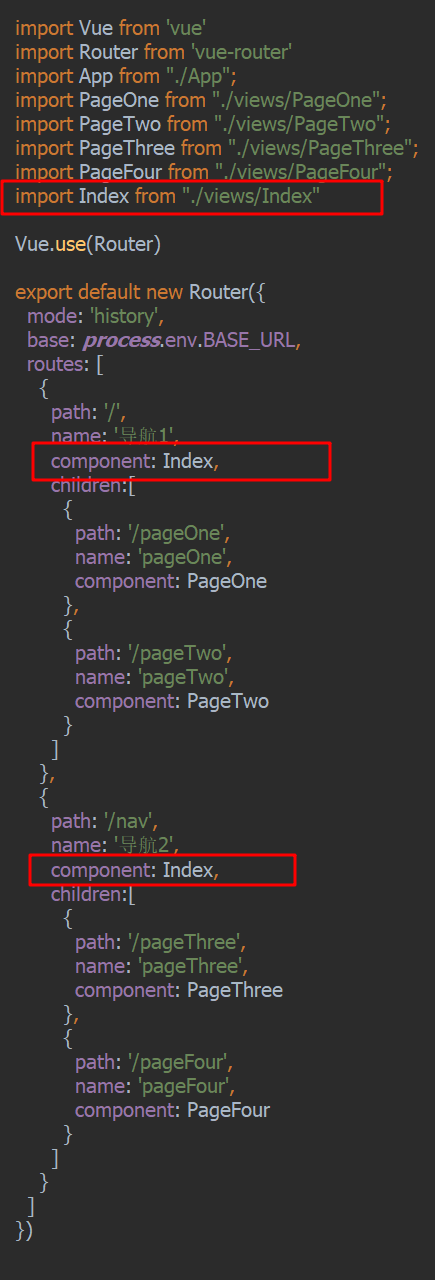 import Vue from 'vue'
import Router from 'vue-router'
import App from "./App";
import PageOne from "./views/PageOne";
import PageTwo from "./views/PageTwo";
import PageThree from "./views/PageThree";
import PageFour from "./views/PageFour";
import Index from "./views/Index"
Vue.use(Router)
export default new Router({
mode: 'history',
base: process.env.BASE_URL,
routes: [
{
path: '/',
name: '导航1',
component: Index,
children:[
{
path: '/pageOne',
name: 'pageOne',
component: PageOne
},
{
path: '/pageTwo',
name: 'pageTwo',
component: PageTwo
}
]
},
{
path: '/nav',
name: '导航2',
component: Index,
children:[
{
path: '/pageThree',
name: 'pageThree',
component: PageThree
},
{
path: '/pageFour',
name: 'pageFour',
component: PageFour
}
]
}
]
})